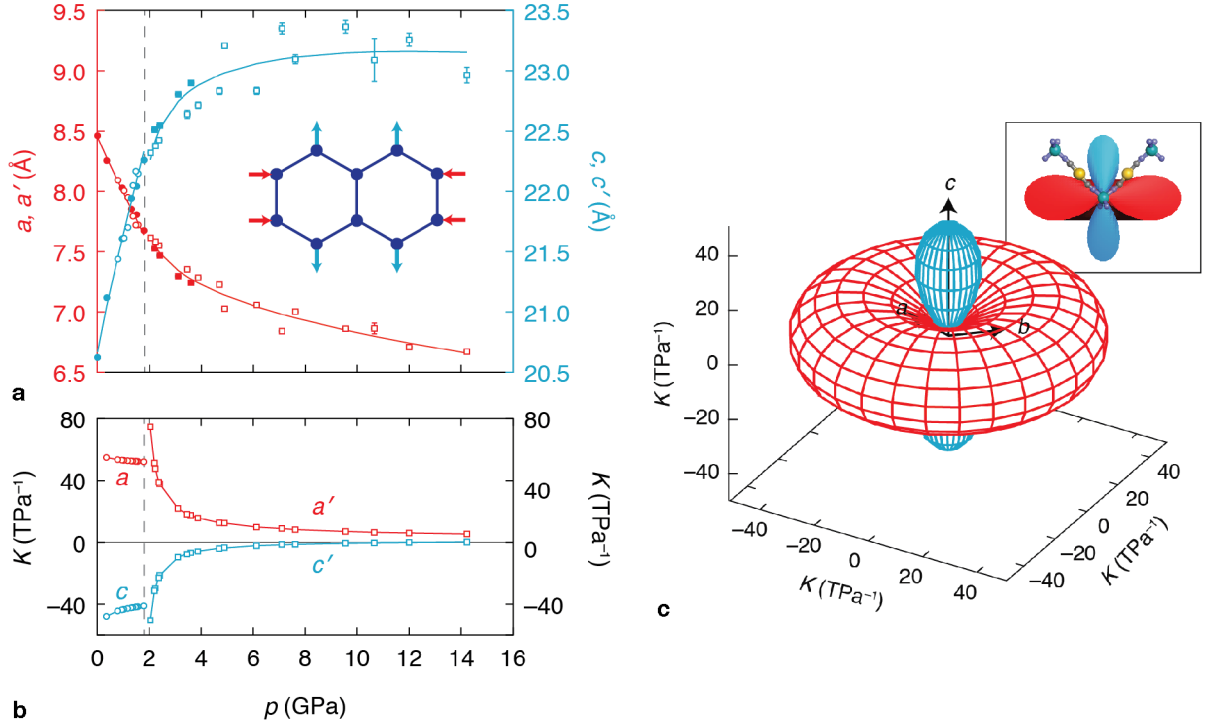 9.5
9.0
8.5
8.0
7.5
7.0
6.5
a, a′ (Å)
23.5
23.0
22.5
22.0
21.5
21.0
20.5
c, c′ (Å)
a
80
40
0
−40
K (TPa⁻¹)
a
a′
c
c′
80
40
0
−40
K (TPa⁻¹)
0 2 4 6 8 10 12 14 16
p (GPa)
b
c
a
b
40
20
0
−20
−40
K (TPa⁻¹)
−40 −20 0 20 40
K (TPa⁻¹)
40
20
0
−20
−40
K (TPa⁻¹)
c